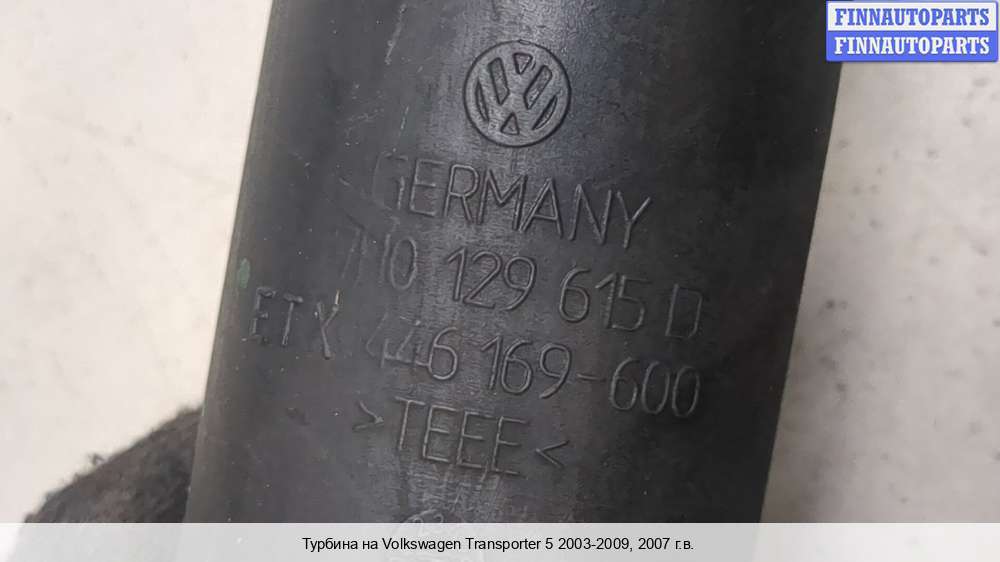 FINNAUTOPARTS
FINNAUTOPARTS
GERMANY
7H0 129 615 D
ETX 446 169-600
>TEEE<
Турбина на Volkswagen Transporter 5 2003-2009, 2007 г.в.